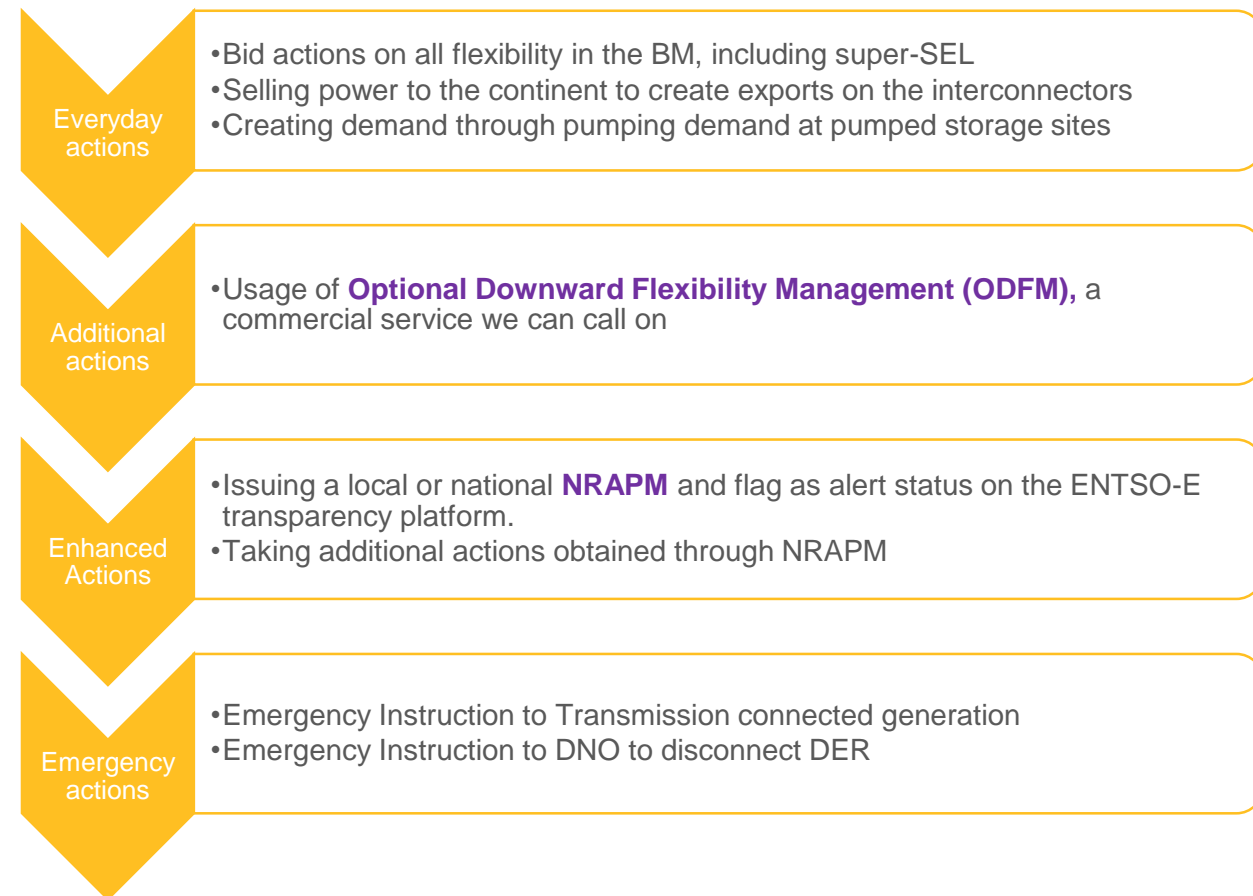 Everyday
actions
•Bid actions on all flexibility in the BM, including super-SEL
•Selling power to the continent to create exports on the interconnectors
•Creating demand through pumping demand at pumped storage sites
Additional
actions
•Usage of Optional Downward Flexibility Management (ODFM), a
commercial service we can call on
Enhanced
Actions
•Issuing a local or national NRAPM and flag as alert status on the ENTSO-E
transparency platform.
•Taking additional actions obtained through NRAPM
Emergency
actions
•Emergency Instruction to Transmission connected generation
•Emergency Instruction to DNO to disconnect DER